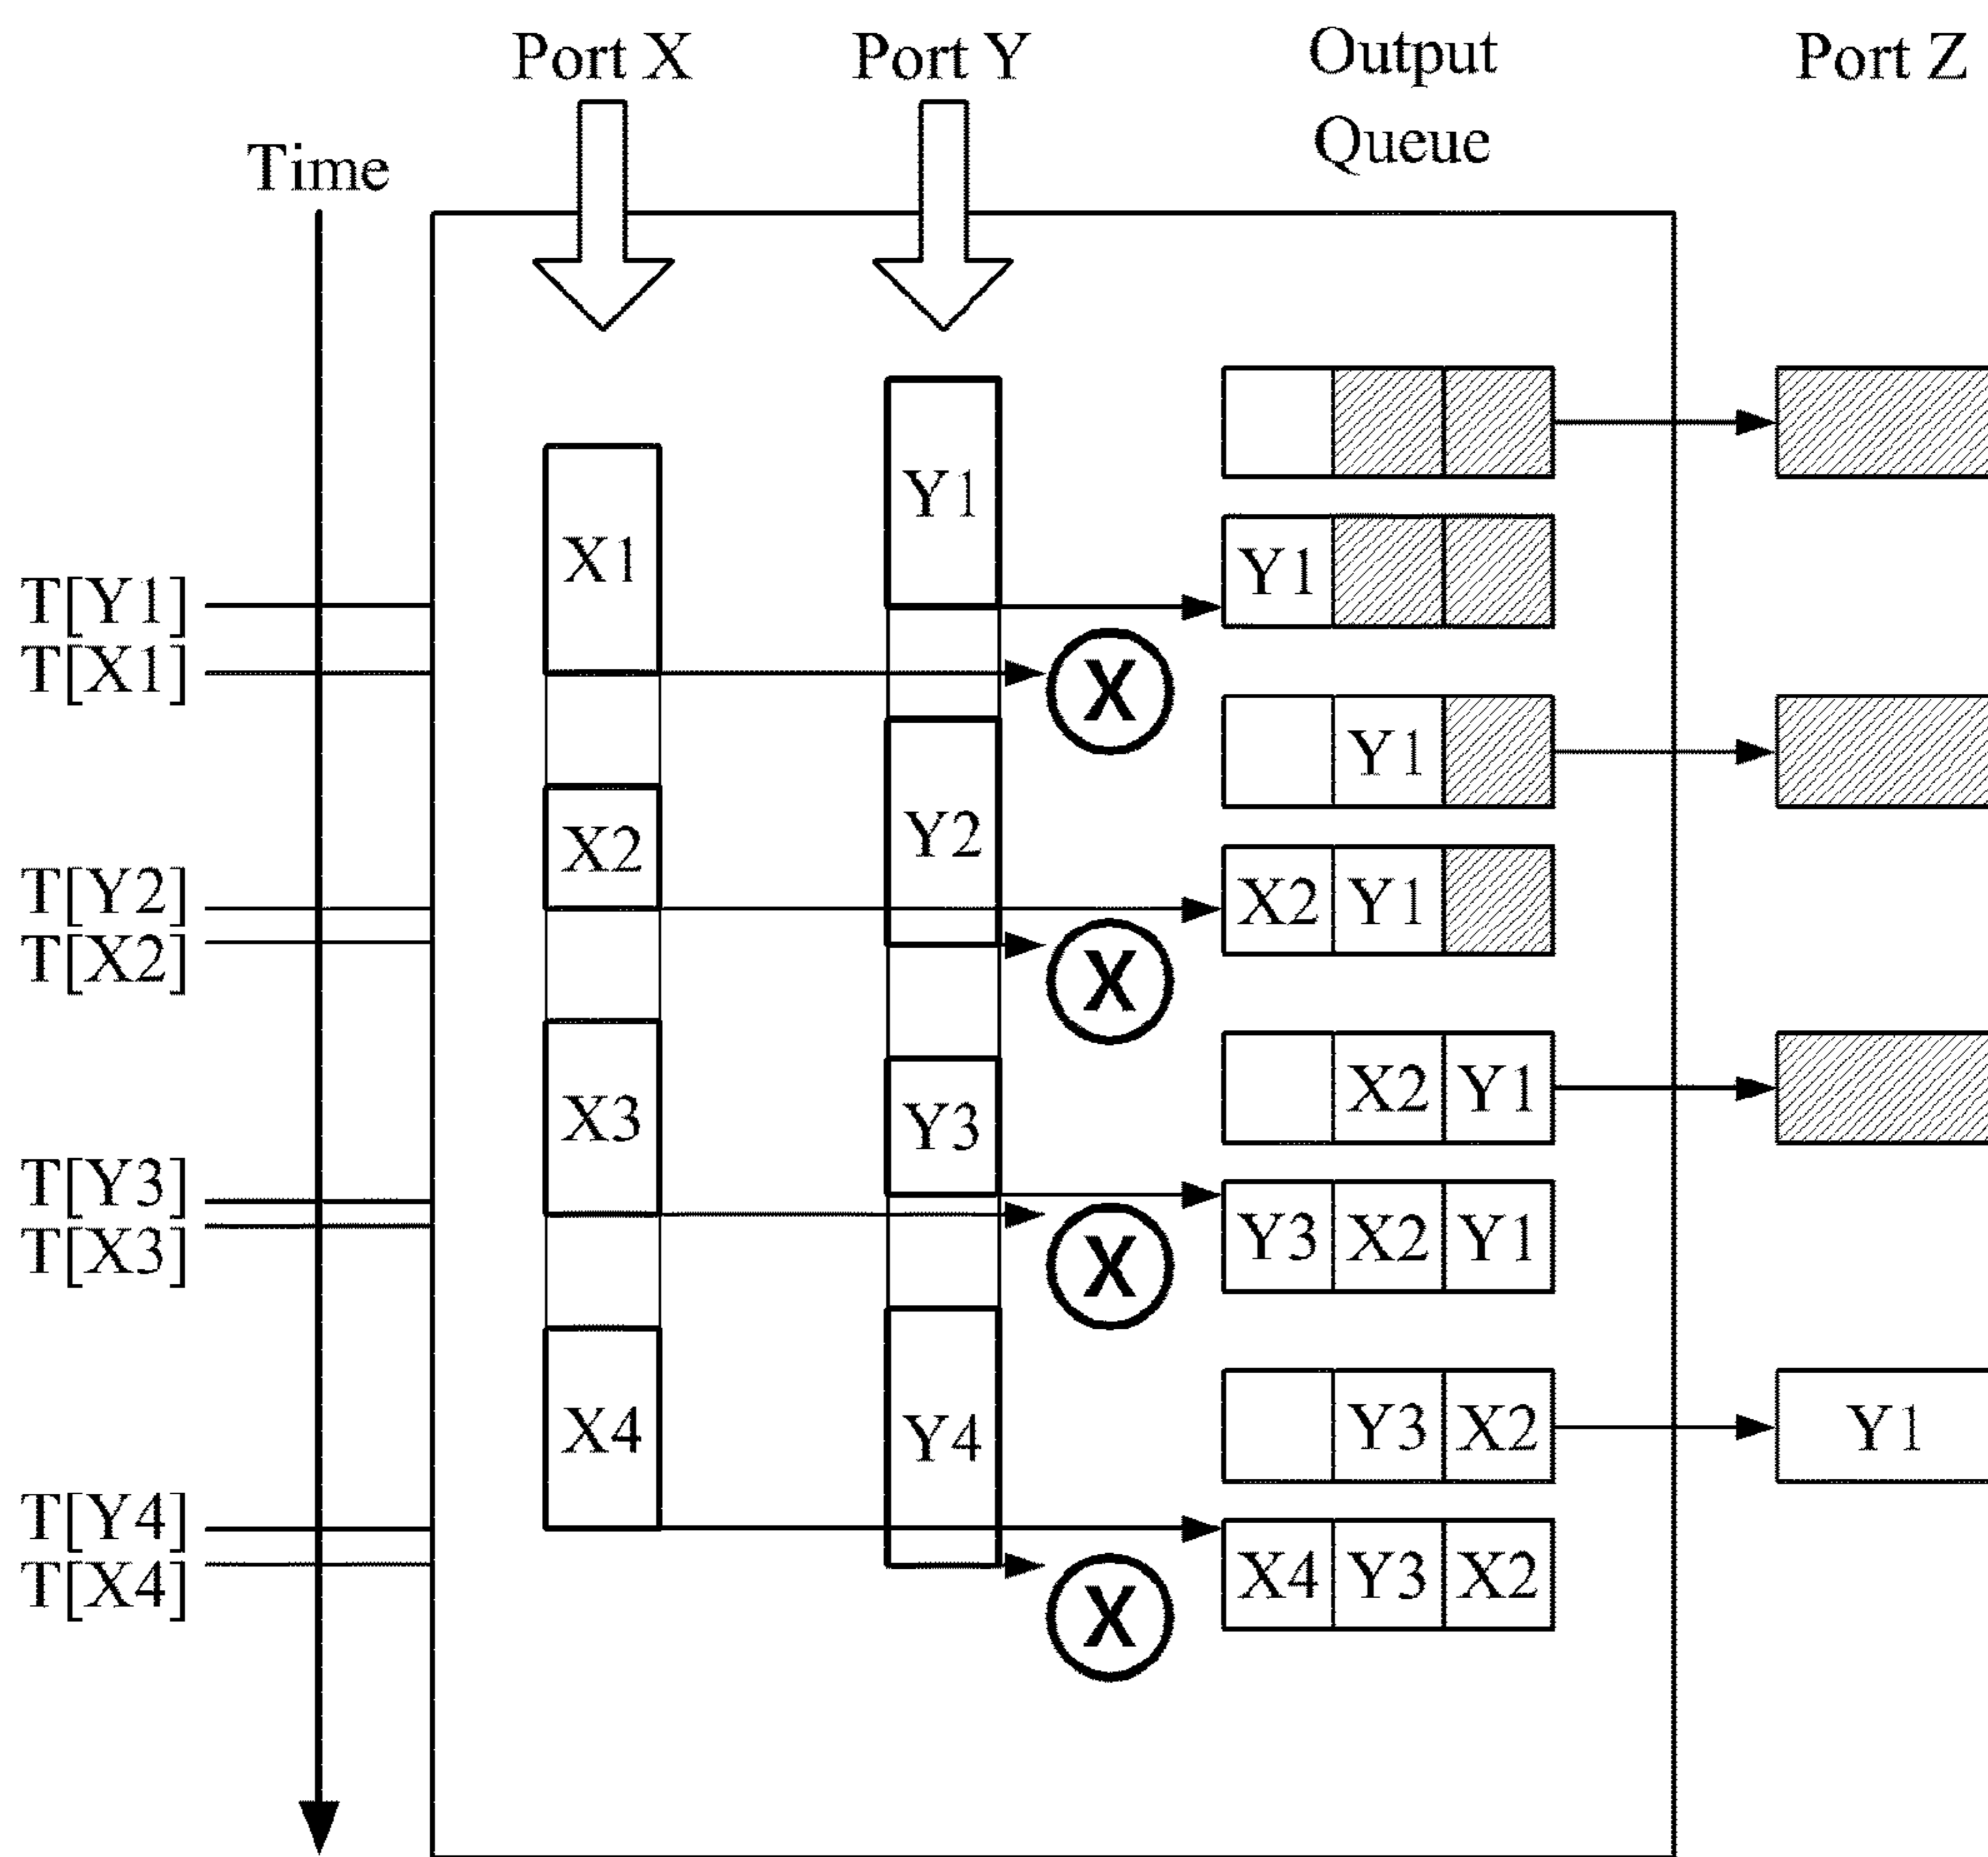 Port X
Port Y
Output
Queue
Port Z
Time
Y1
X1
Y1
T[Y1]
T[X1]
X
Y1
X2
Y2
X2 Y1
T[Y2]
T[X2]
X
X2 Y1
X3
Y3
T[Y3]
T[X3]
X
Y3 X2 Y1
X4
Y4
Y3 X2
Y1
T[Y4]
T[X4]
X4 Y3 X2
X